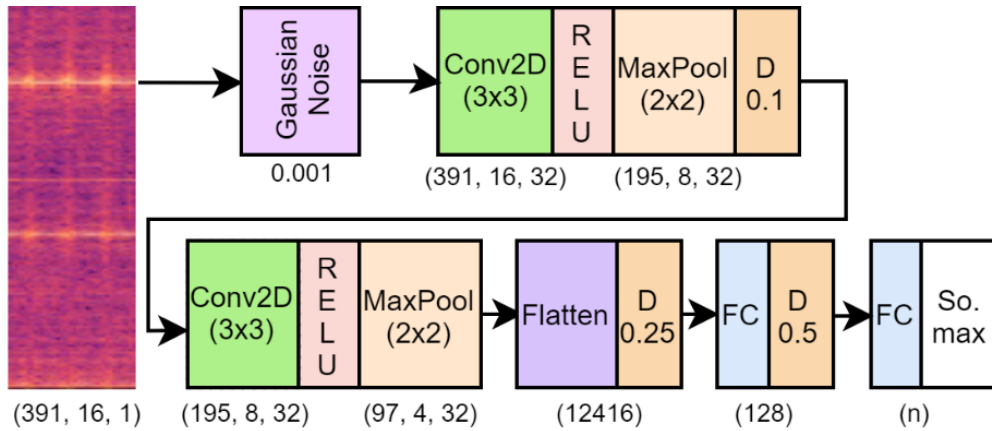 Gaussian
Noise
0.001
Conv2D
(3x3)
R
E
L
U
MaxPool
(2x2)
D
0.1
(391, 16, 32)
(195, 8, 32)
Conv2D
(3x3)
R
E
L
U
MaxPool
(2x2)
Flatten
D
0.25
FC
D
0.5
FC
So.
max
(391, 16, 1)
(195, 8, 32)
(97, 4, 32)
(12416)
(128)
(n)